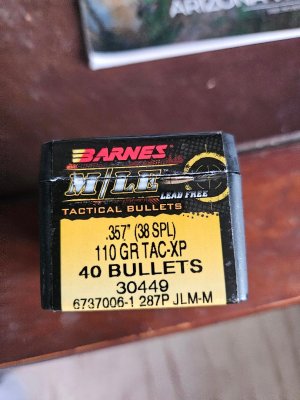 ARIZONA
BARNES
M/LE
LEAD FREE
TACTICAL BULLETS
.357" (38 SPL)
110 GR TAC-XP
40 BULLETS
30449
6737006-1 287P JLM-M